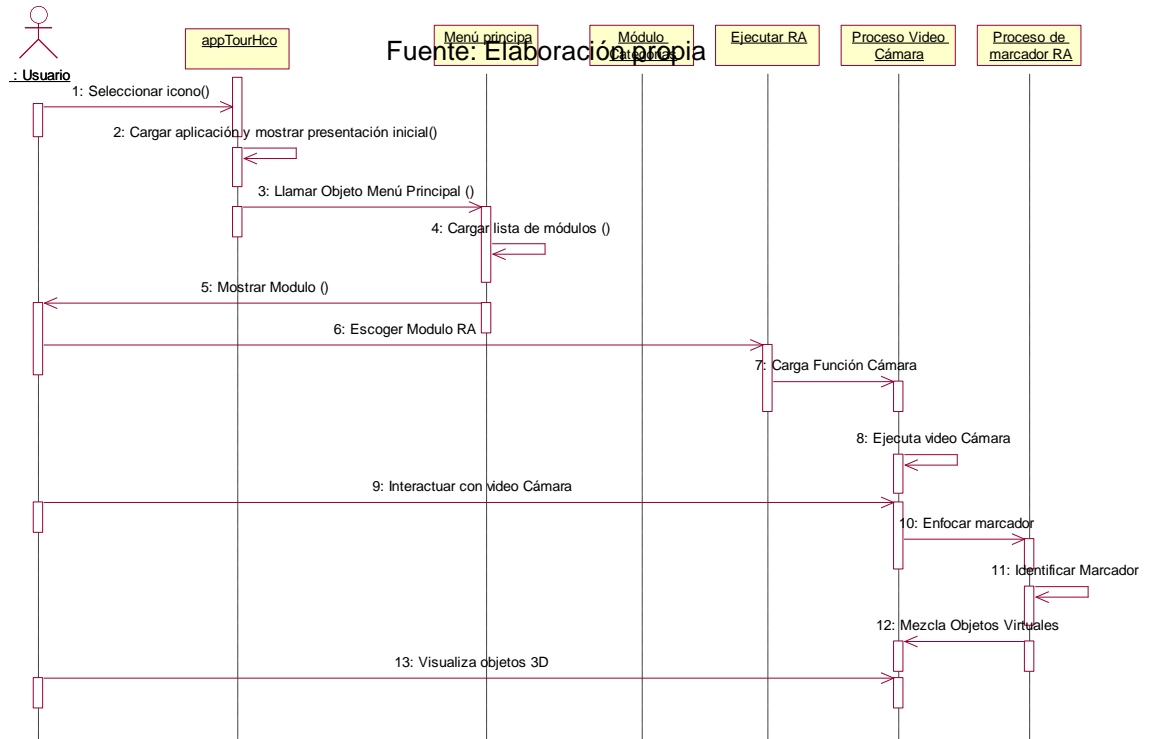 : Usuario
appTourHco
Menú principa
Módulo
Categorias
Ejecutar RA
Proceso Video
Cámara
Proceso de
marcador RA
Fuente: Elaboración propia
1: Seleccionar icono()
2: Cargar aplicación y mostrar presentación inicial()
3: Llamar Objeto Menú Principal ()
4: Cargar lista de módulos ()
5: Mostrar Modulo ()
6: Escoger Modulo RA
7: Carga Función Cámara
8: Ejecuta video Cámara
9: Interactuar con video Cámara
10: Enfocar marcador
11: Identificar Marcador
12: Mezcla Objetos Virtuales
13: Visualiza objetos 3D